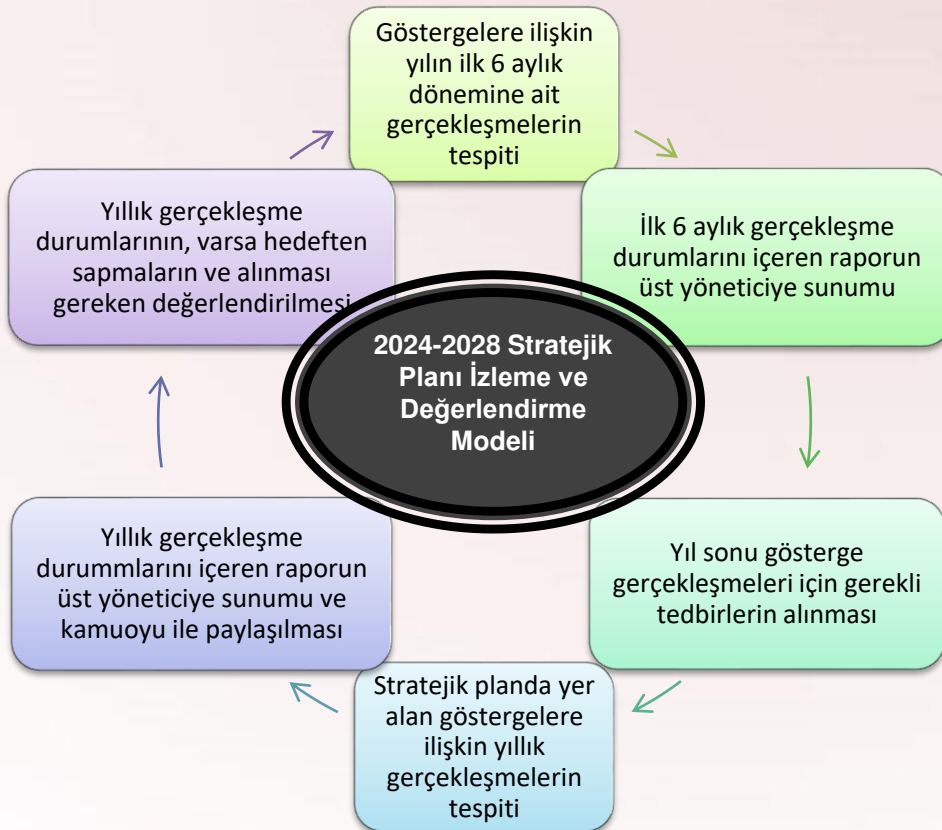 Göstergelere ilişkin
yılın ilk 6 aylık
dönemine ait
gerçekleşmelerin
tespiti
İlk 6 aylık gerçekleşme
durumlarını içeren raporun
üst yöneticiye sunumu
Yıl sonu gösterge
gerçekleşmeleri için gerekli
tedbirlerin alınması
Stratejik planda yer
alan göstergelere
ilişkin yıllık
gerçekleşmelerin
tespiti
Yıllık gerçekleşme
durummlarını içeren raporun
üst yöneticiye sunumu ve
kamuoyu ile paylaşılması
Yıllık gerçekleşme
durumlarının, varsa hedeften
sapmaların ve alınması
gereken değerlendirilmesi
2024-2028 Stratejik
Planı İzleme ve
Değerlendirme
Modeli